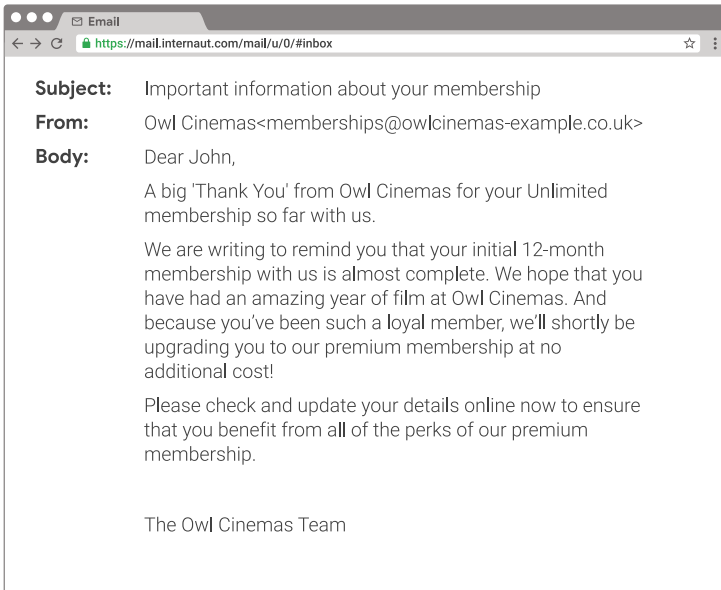 Email
https://mail.internaut.com/mail/u/0/#inbox
Subject: Important information about your membership
From: Owl Cinemas<memberships@owlcinemas-example.co.uk>
Body: Dear John,
A big 'Thank You' from Owl Cinemas for your Unlimited
membership so far with us.
We are writing to remind you that your initial 12-month
membership with us is almost complete. We hope that you
have had an amazing year of film at Owl Cinemas. And
because you’ve been such a loyal member, we’ll shortly be
upgrading you to our premium membership at no
additional cost!
Please check and update your details online now to ensure
that you benefit from all of the perks of our premium
membership.
The Owl Cinemas Team